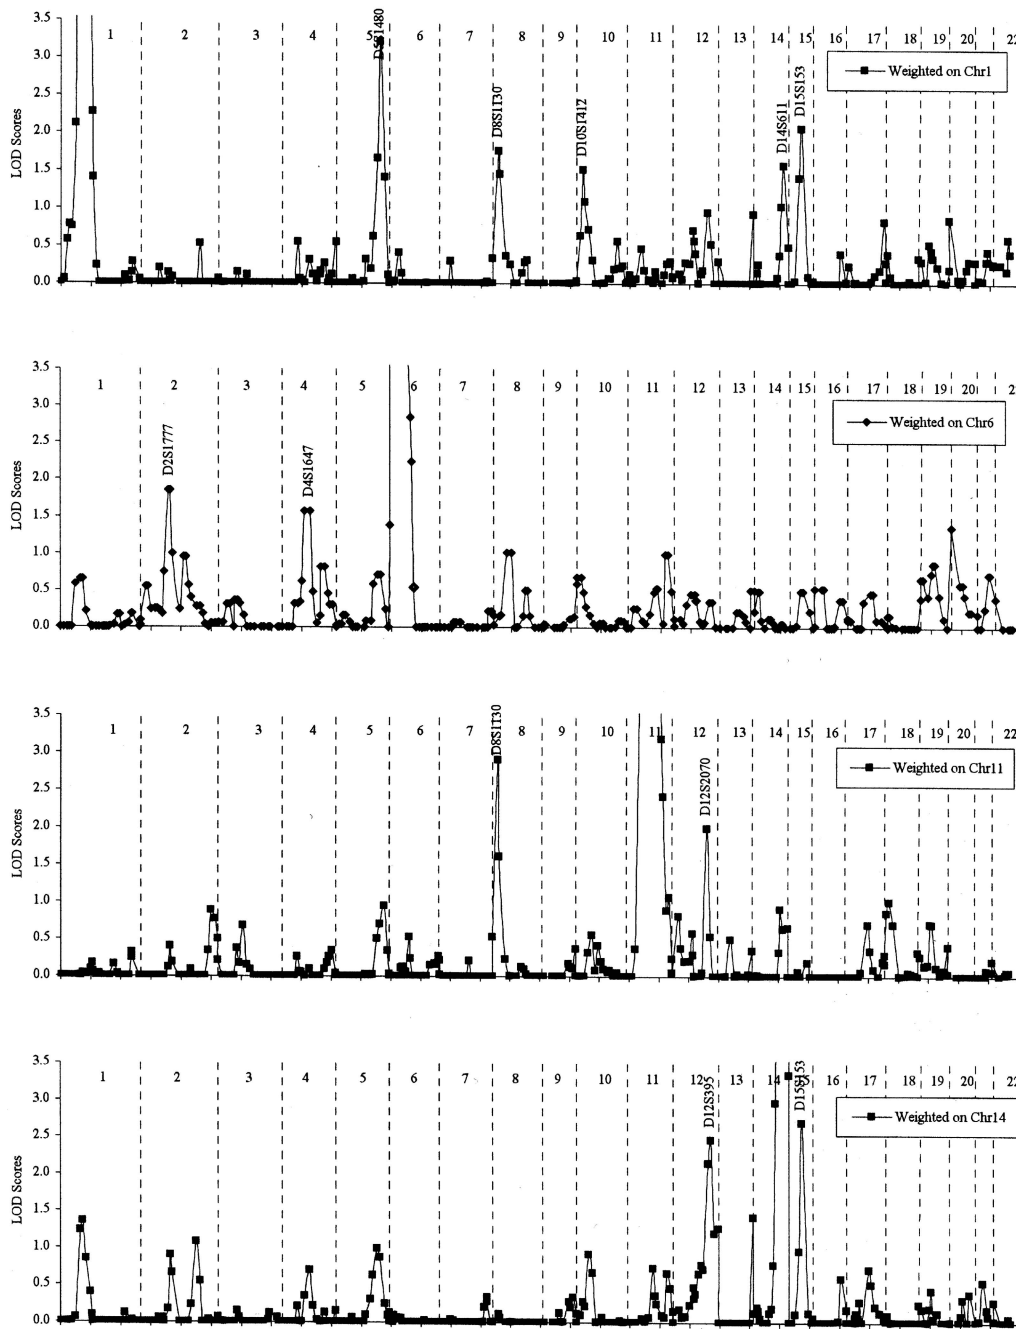 3.5
3.0
2.5
2.0
1.5
1.0
0.5
0.0
LOD Scores
1 2 3 4 5 6 7 8 9 10 11 12 13 14 15 16 17 18 19 20 22
D5S1480
D8S1130
D10S1412
D14S611
D15S153
Weighted on Chr1
3.5
3.0
2.5
2.0
1.5
1.0
0.5
0.0
LOD Scores
1 2 3 4 5 6 7 8 9 10 11 12 13 14 15 16 17 18 19 20
D2S1777
D4S1647
Weighted on Chr6
3.5
3.0
2.5
2.0
1.5
1.0
0.5
0.0
LOD Scores
1 2 3 4 5 6 7 8 9 10 11 12 13 14 15 16 17 18 19 20 22
D8S1130
D12S2070
Weighted on Chr11
3.5
3.0
2.5
2.0
1.5
1.0
0.5
0.0
LOD Scores
1 2 3 4 5 6 7 8 9 10 11 12 13 14 15 16 17 18 19 20 22
D12S395
D15S153
Weighted on Chr14